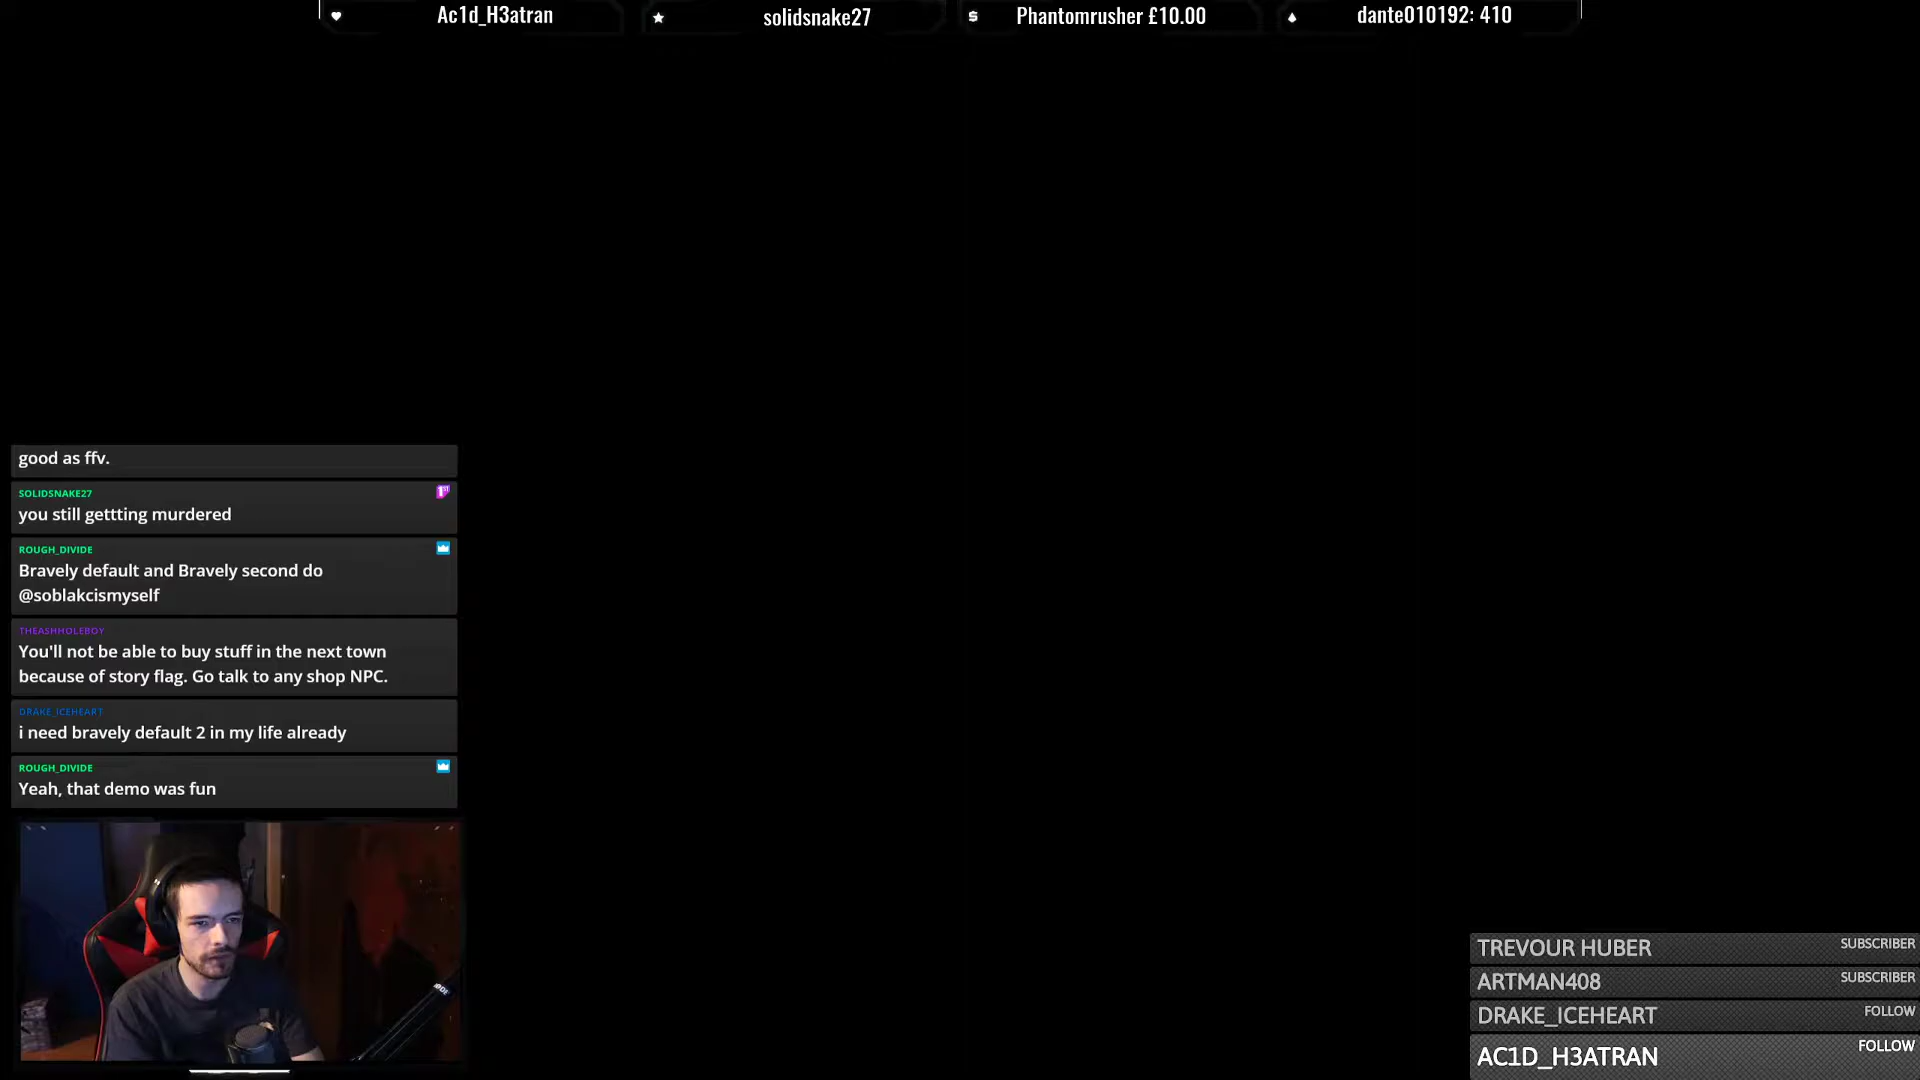 Ac1d_H3atran
solidsnake27
Phantomrusher £10.00
dante010192: 410
good as ffv.
SOLIDSNAKE27
you still gettting murdered
ROUGH_DIVIDE
Bravely default and Bravely second do
@soblakcismyself
THEASHHOLEBOY
You'll not be able to buy stuff in the next town
because of story flag. Go talk to any shop NPC.
DRAKE_ICEHEART
i need bravely default 2 in my life already
ROUGH_DIVIDE
Yeah, that demo was fun
TREVOUR HUBER SUBSCRIBER
ARTMAN408 SUBSCRIBER
DRAKE_ICEHEART FOLLOW
AC1D_H3ATRAN FOLLOW